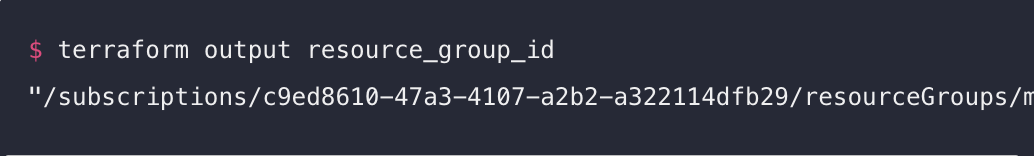 $ terraform output resource_group_id
"/subscriptions/c9ed8610-47a3-4107-a2b2-a322114dfb29/resourceGroups/m